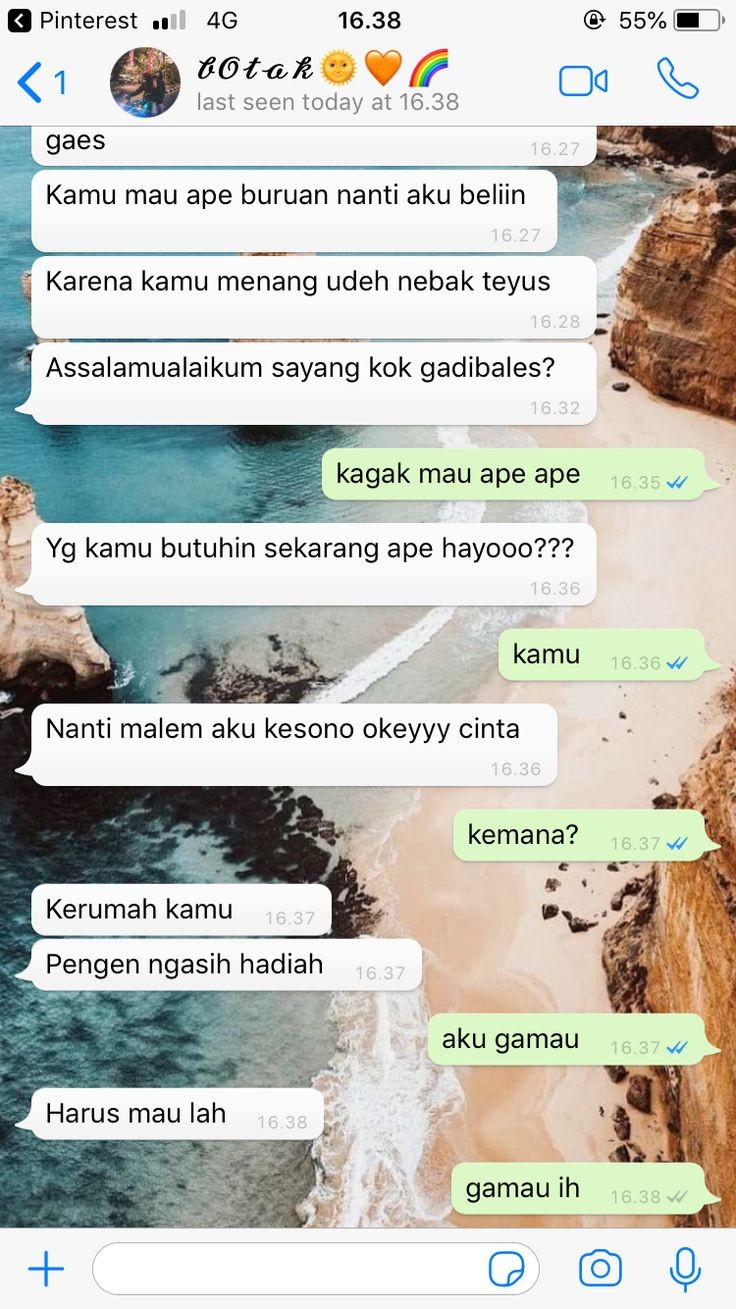 Pinterest 4G 16.38 55%
1
bOtak🌞🧡🌈
last seen today at 16.38
gaes
16.27
Kamu mau ape buruan nanti aku beliin
16.27
Karena kamu menang udeh nebak teyus
16.28
Assalamualaikum sayang kok gadibales?
16.32
kagak mau ape ape 16.35
Yg kamu butuhin sekarang ape hayooo???
16.36
kamu 16.36
Nanti malem aku kesono okeyyy cinta
16.36
kemana? 16.37
Kerumah kamu 16.37
Pengen ngasih hadiah 16.37
aku gamau 16.37
Harus mau lah 16.38
gamau ih 16.38